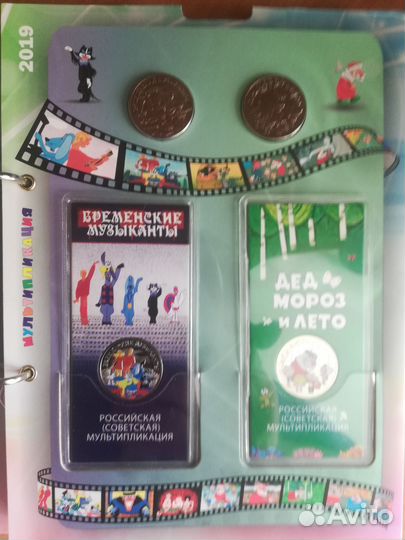 2019
МУЛЬТИПЛИКАЦИЯ
БРЕМЕНСКИЕ
МУЗЫКАНТЫ
РОССИЙСКАЯ
(СОВЕТСКАЯ)
МУЛЬТИПЛИКАЦИЯ
ДЕД
МОРОЗ
И ЛЕТО
РОССИЙСКАЯ
(СОВЕТСКАЯ)
МУЛЬТИПЛИКАЦИЯ
Avito